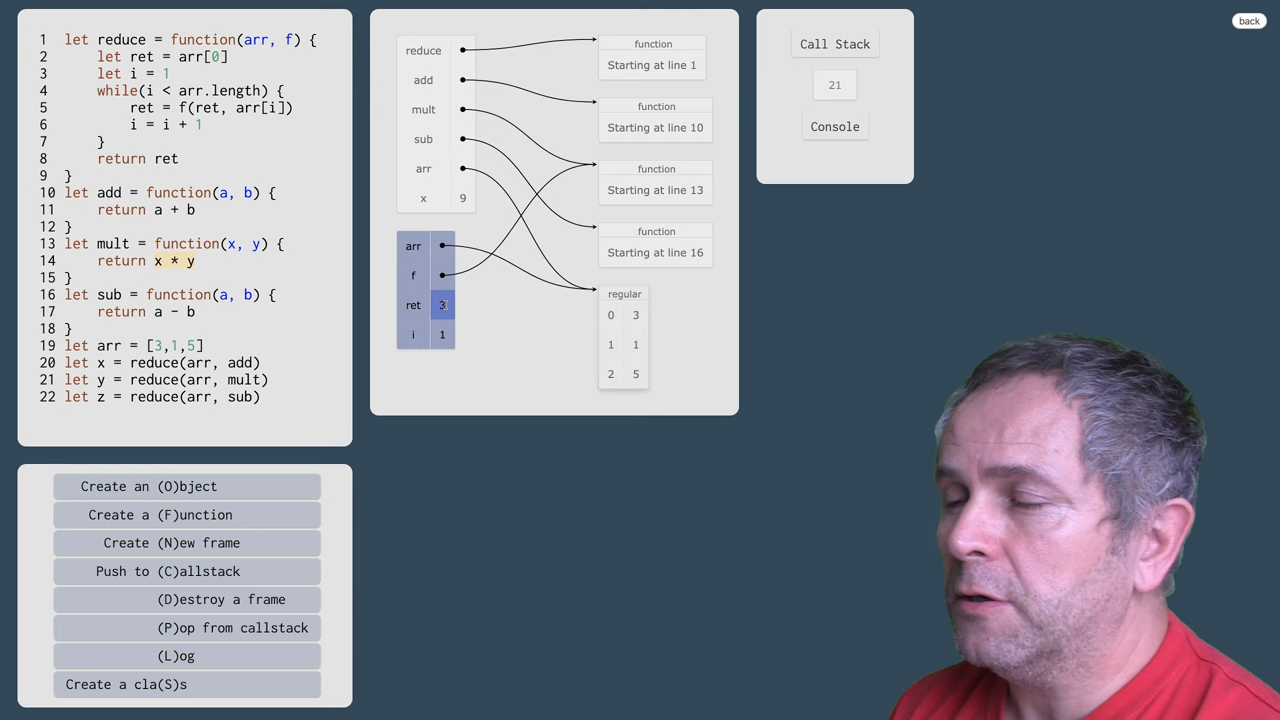 back
1 let reduce = function(arr, f) {
2 let ret = arr[0]
3 let i = 1
4 while(i < arr.length) {
5 ret = f(ret, arr[i])
6 i = i + 1
7 }
8 return ret
9 }
10 let add = function(a, b) {
11 return a + b
12 }
13 let mult = function(x, y) {
14 return x * y
15 }
16 let sub = function(a, b) {
17 return a - b
18 }
19 let arr = [3,1,5]
20 let x = reduce(arr, add)
21 let y = reduce(arr, mult)
22 let z = reduce(arr, sub)
Create an (O)bject
Create a (F)unction
Create (N)ew frame
Push to (C)allstack
(D)estroy a frame
(P)op from callstack
(L)og
Create a cla(S)s
reduce
add
mult
sub
arr
x 9
arr
f
ret 3
i 1
function
Starting at line 1
function
Starting at line 10
function
Starting at line 13
function
Starting at line 16
regular
0 3
1 1
2 5
Call Stack
21
Console